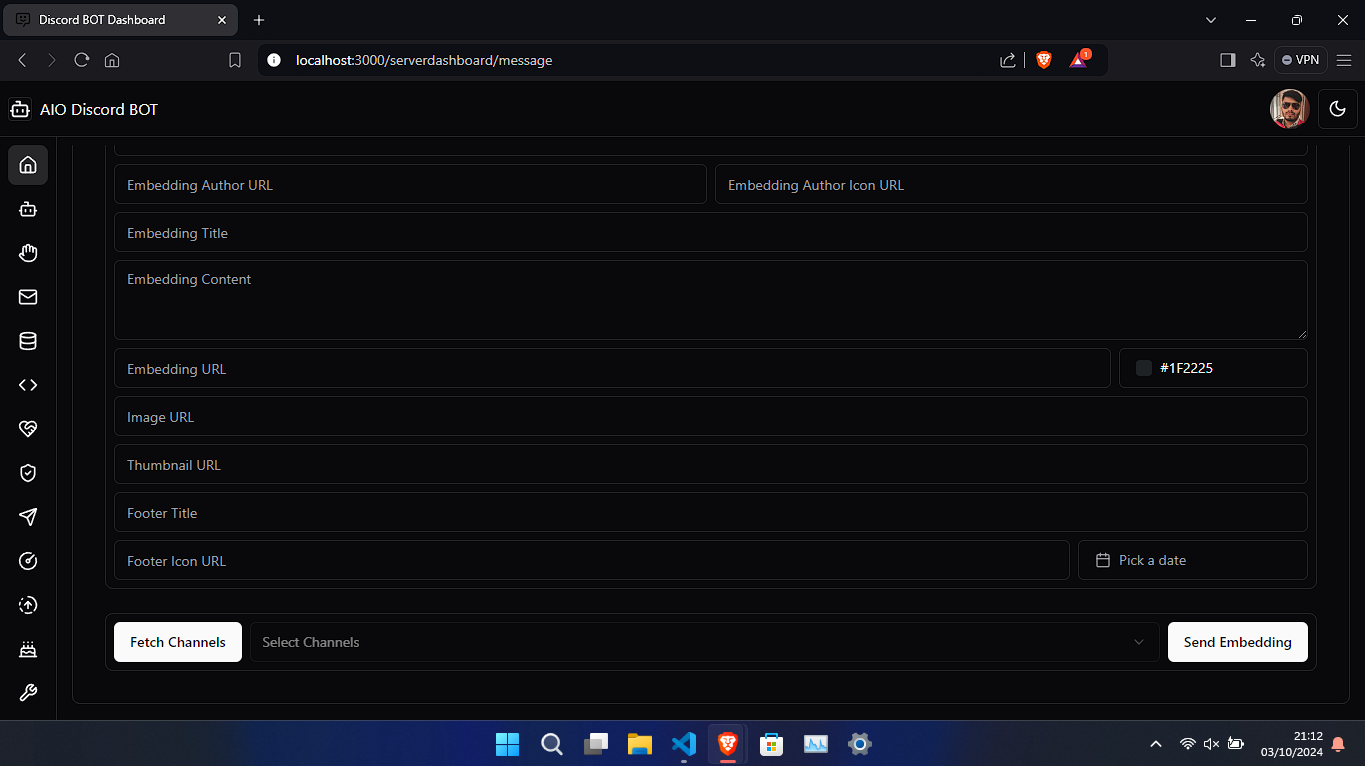 Discord BOT Dashboard
localhost:3000/serverdashboard/message
1
VPN
AIO Discord BOT
Embedding Author URL
Embedding Author Icon URL
Embedding Title
Embedding Content
Embedding URL
#1F2225
Image URL
Thumbnail URL
Footer Title
Footer Icon URL
Pick a date
Fetch Channels
Select Channels
Send Embedding
21:12
03/10/2024